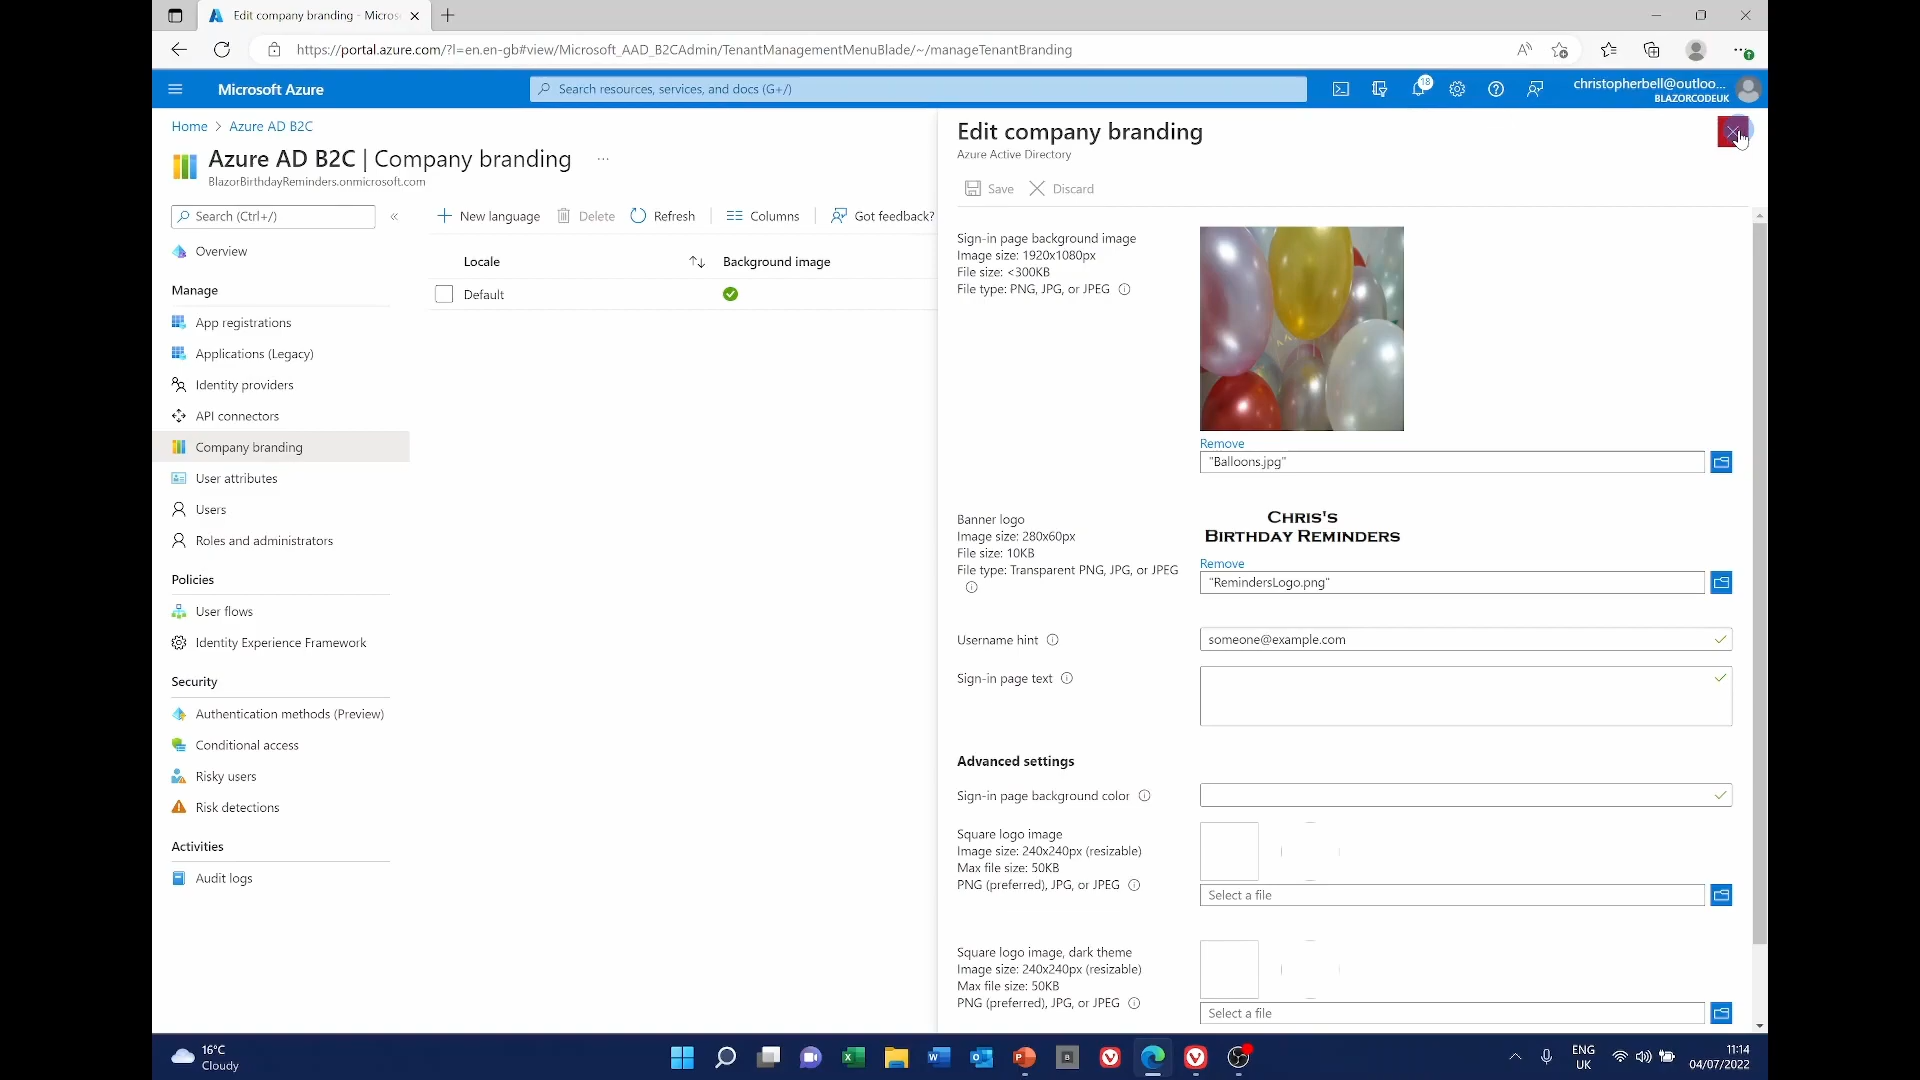 Edit company branding - Micros
https://portal.azure.com/?l=en.en-gb#view/Microsoft_AAD_B2CAdmin/TenantManagementMenuBlade/~/manageTenantBranding
Microsoft Azure
Search resources, services, and docs (G+/)
18
christopherbell@outloo...
BLAZORCODEUK
Home > Azure AD B2C
Azure AD B2C | Company branding
BlazorBirthdayReminders.onmicrosoft.com
Search (Ctrl+/)
Overview
Manage
App registrations
Applications (Legacy)
Identity providers
API connectors
Company branding
User attributes
Users
Roles and administrators
Policies
User flows
Identity Experience Framework
Security
Authentication methods (Preview)
Conditional access
Risky users
Risk detections
Activities
Audit logs
New language
Delete
Refresh
Columns
Got feedback?
Locale
Background image
Default
Edit company branding
Azure Active Directory
Save
Discard
Sign-in page background image
Image size: 1920x1080px
File size: <300KB
File type: PNG, JPG, or JPEG
Remove
"Balloons.jpg"
Banner logo
Image size: 280x60px
File size: 10KB
File type: Transparent PNG, JPG, or JPEG
CHRIS'S
BIRTHDAY REMINDERS
Remove
"RemindersLogo.png"
Username hint
someone@example.com
Sign-in page text
Advanced settings
Sign-in page background color
Square logo image
Image size: 240x240px (resizable)
Max file size: 50KB
PNG (preferred), JPG, or JPEG
Select a file
Square logo image, dark theme
Image size: 240x240px (resizable)
Max file size: 50KB
PNG (preferred), JPG, or JPEG
Select a file
16°C
Cloudy
ENG
UK
11:14
04/07/2022